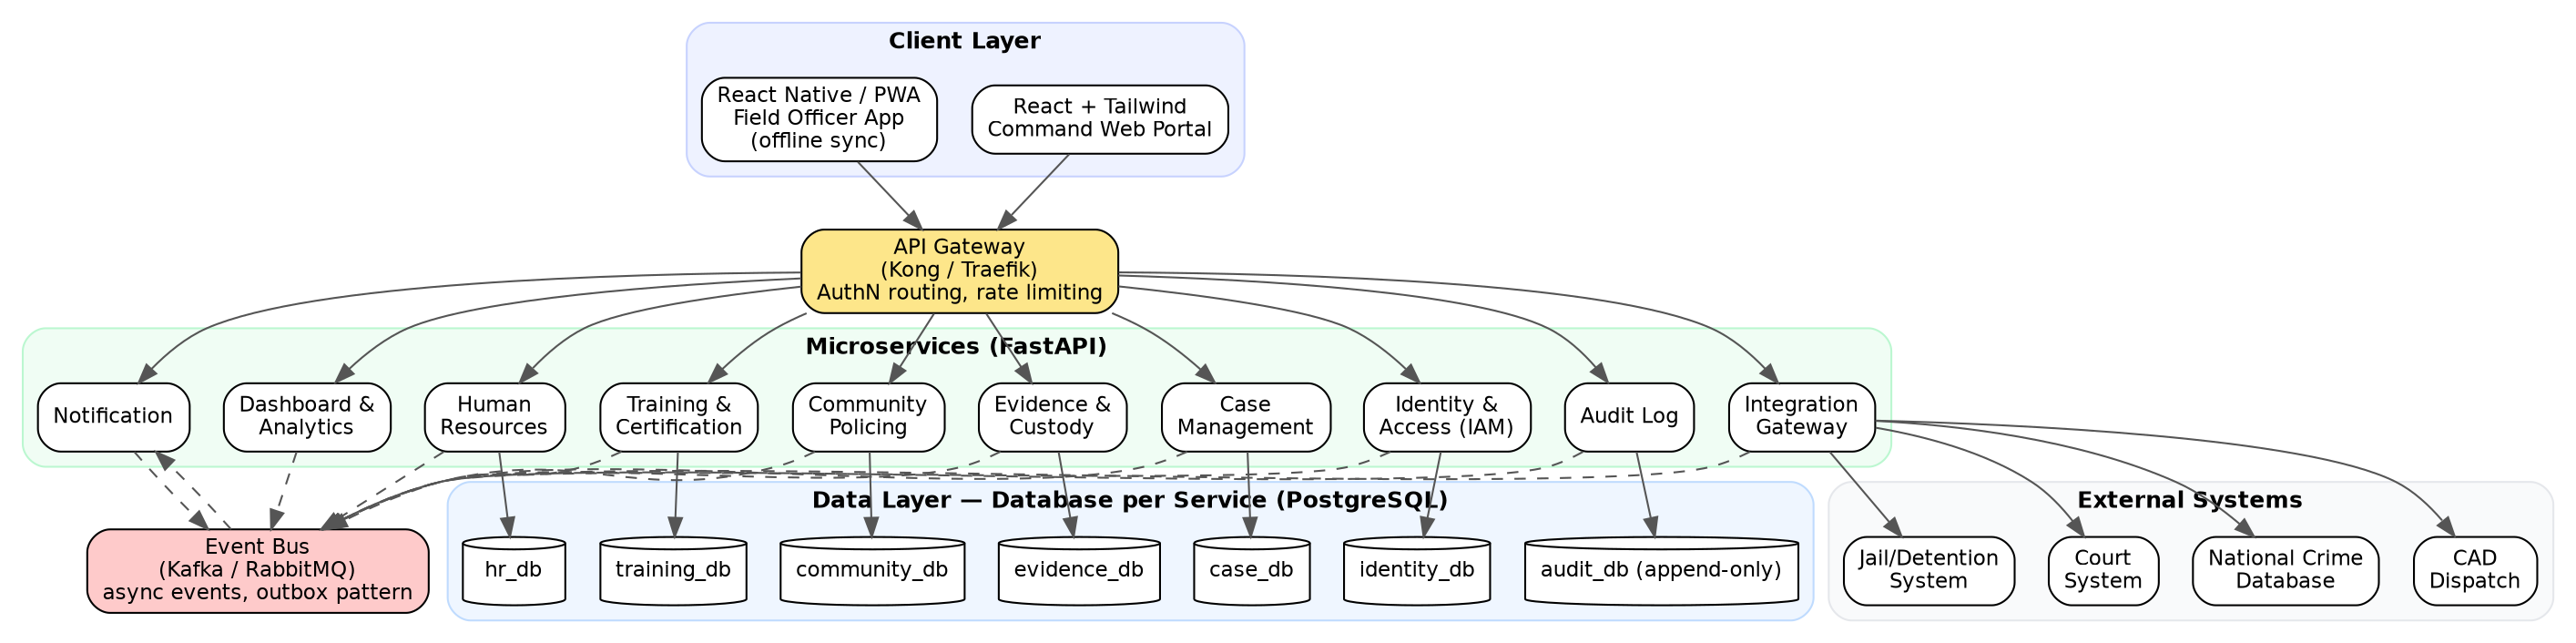 Client Layer
React Native / PWA
Field Officer App
(offline sync)
React + Tailwind
Command Web Portal
API Gateway
(Kong / Traefik)
AuthN routing, rate limiting
Microservices (FastAPI)
Notification
Dashboard &
Analytics
Human
Resources
Training &
Certification
Community
Policing
Evidence &
Custody
Case
Management
Identity &
Access (IAM)
Audit Log
Integration
Gateway
Event Bus
(Kafka / RabbitMQ)
async events, outbox pattern
Data Layer — Database per Service (PostgreSQL)
hr_db
training_db
community_db
evidence_db
case_db
identity_db
audit_db (append-only)
External Systems
Jail/Detention
System
Court
System
National Crime
Database
CAD
Dispatch